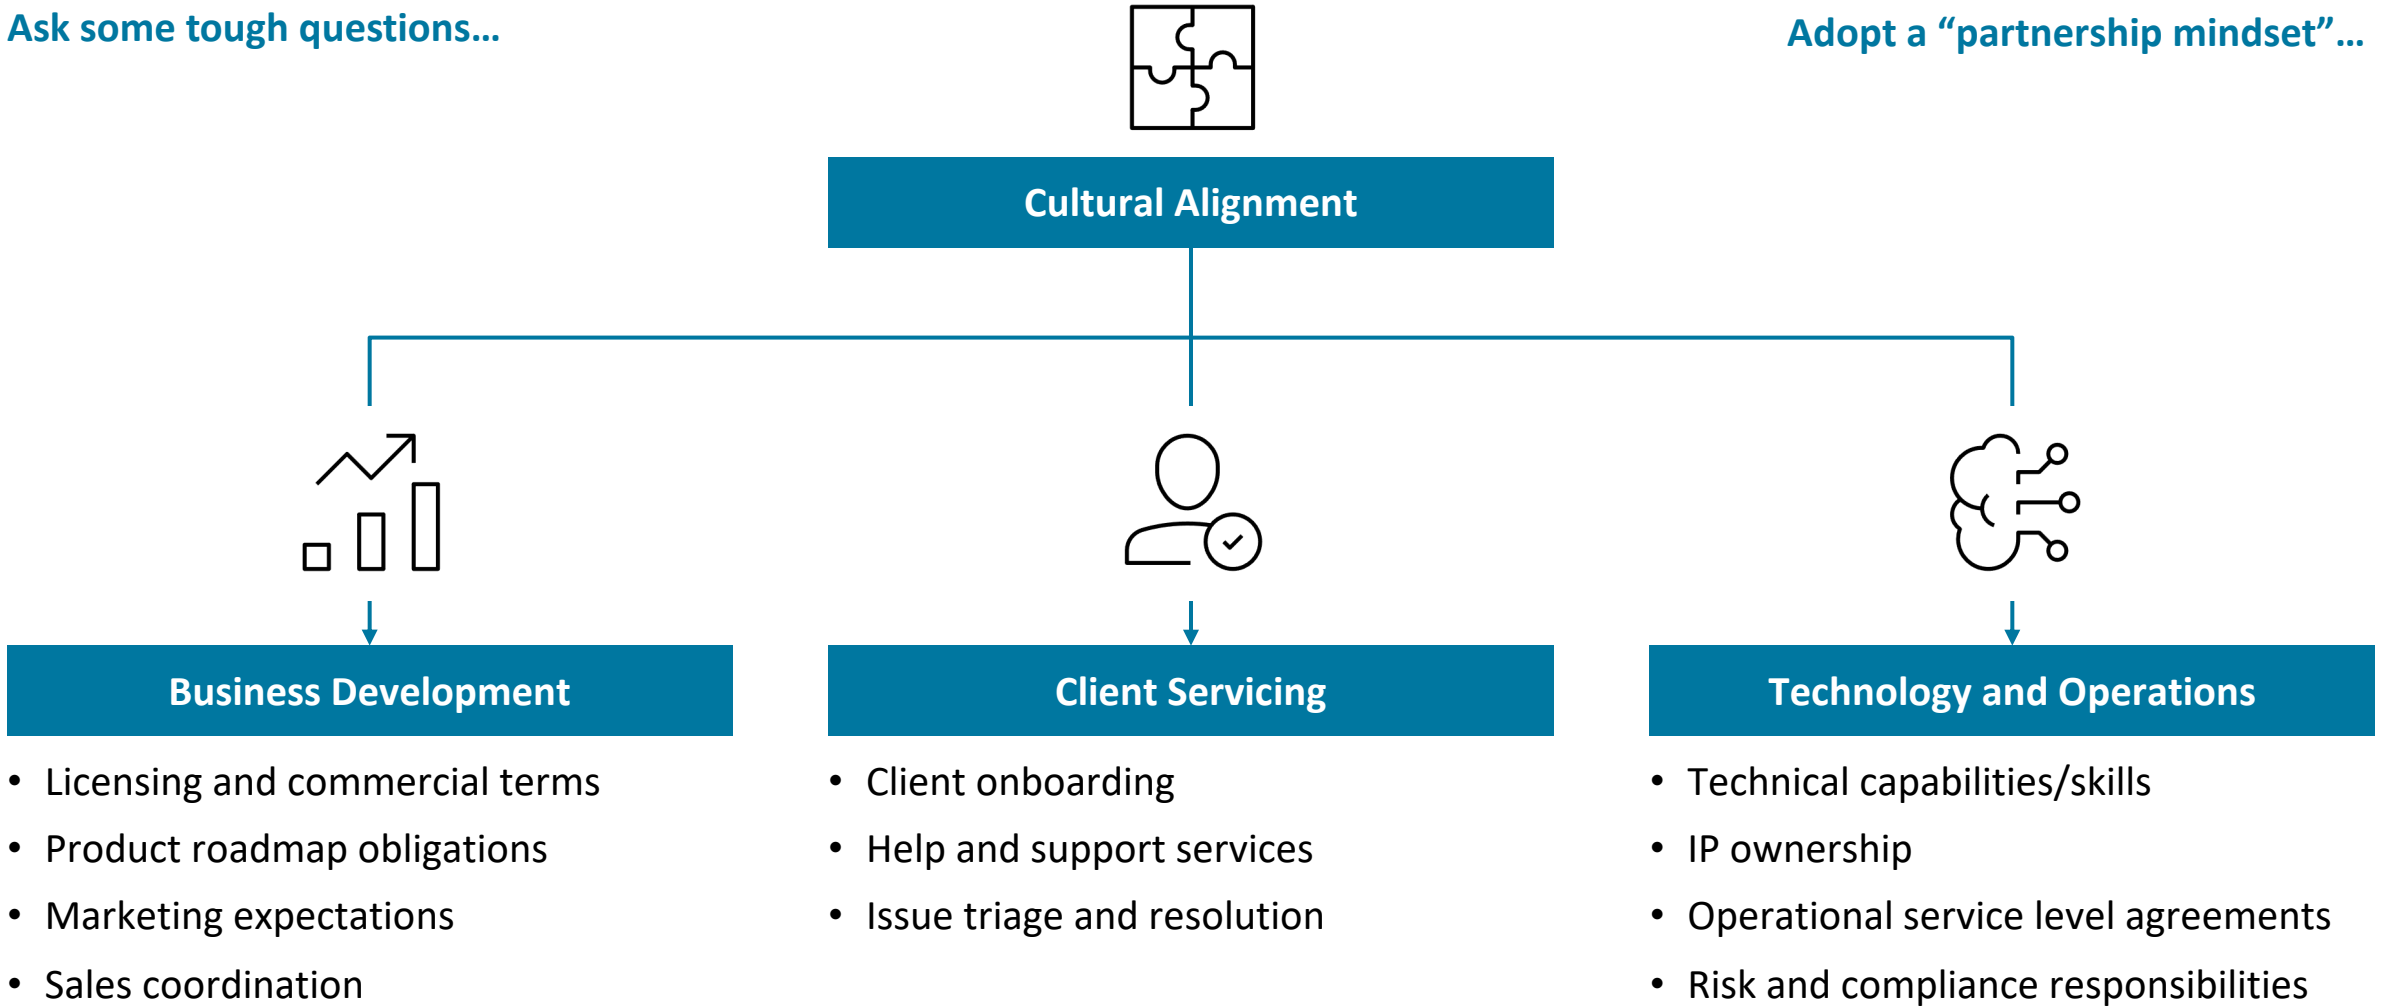 Ask some tough questions…
Adopt a “partnership mindset”…
Cultural Alignment
Business Development
• Licensing and commercial terms
• Product roadmap obligations
• Marketing expectations
• Sales coordination
Client Servicing
• Client onboarding
• Help and support services
• Issue triage and resolution
Technology and Operations
• Technical capabilities/skills
• IP ownership
• Operational service level agreements
• Risk and compliance responsibilities